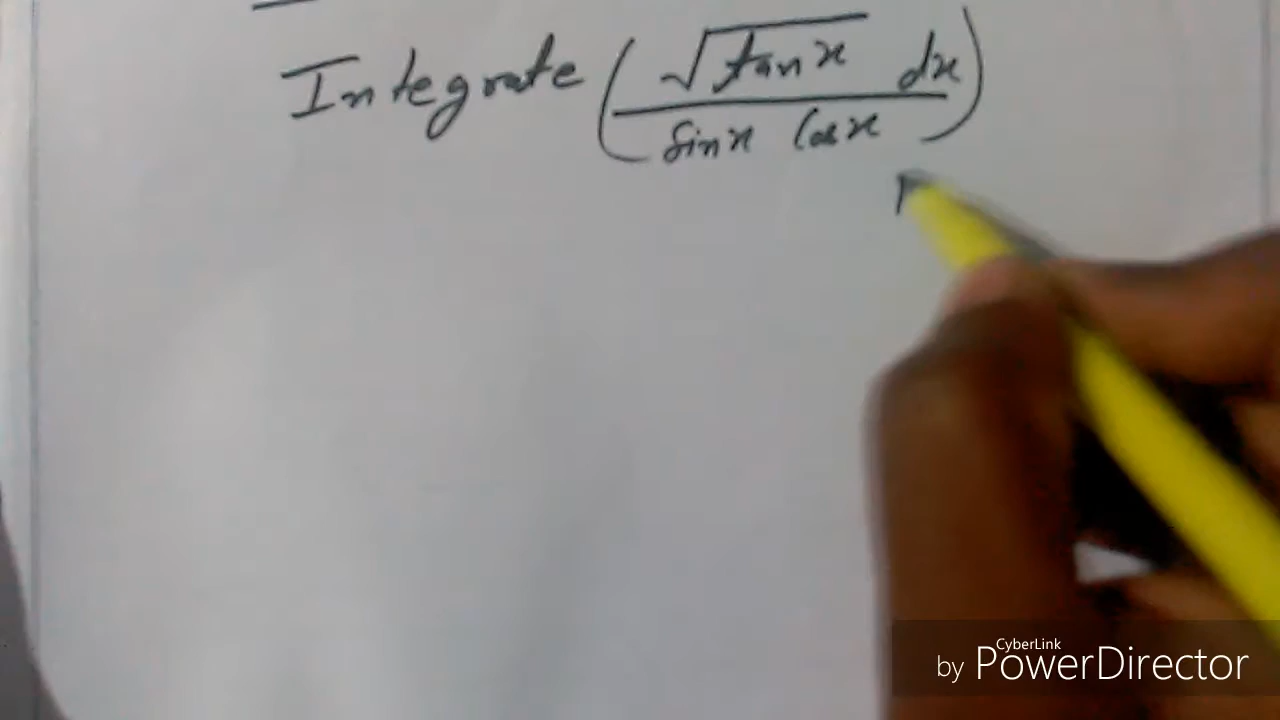 Integrate ( √tanx dx
sinx Cosx )
by CyberLink PowerDirector